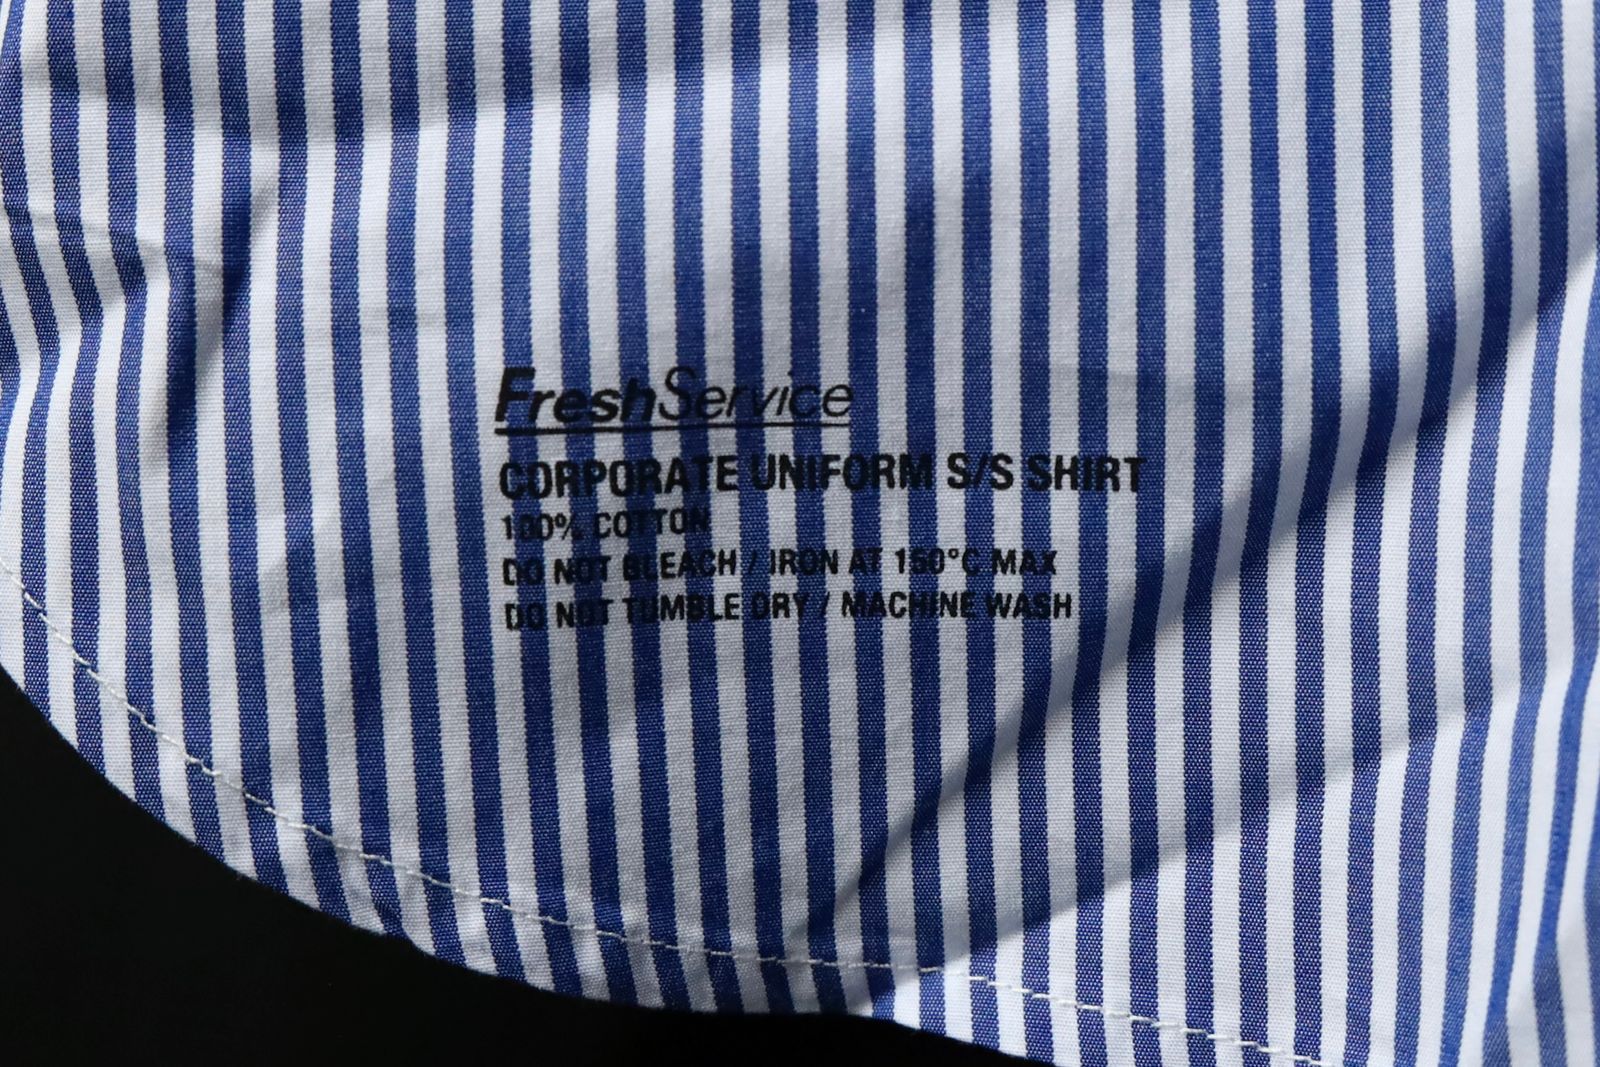 FreshService
CORPORATE UNIFORM S/S SHIRT
100% COTTON
DO NOT BLEACH / IRON AT 150°C MAX
DO NOT TUMBLE DRY / MACHINE WASH